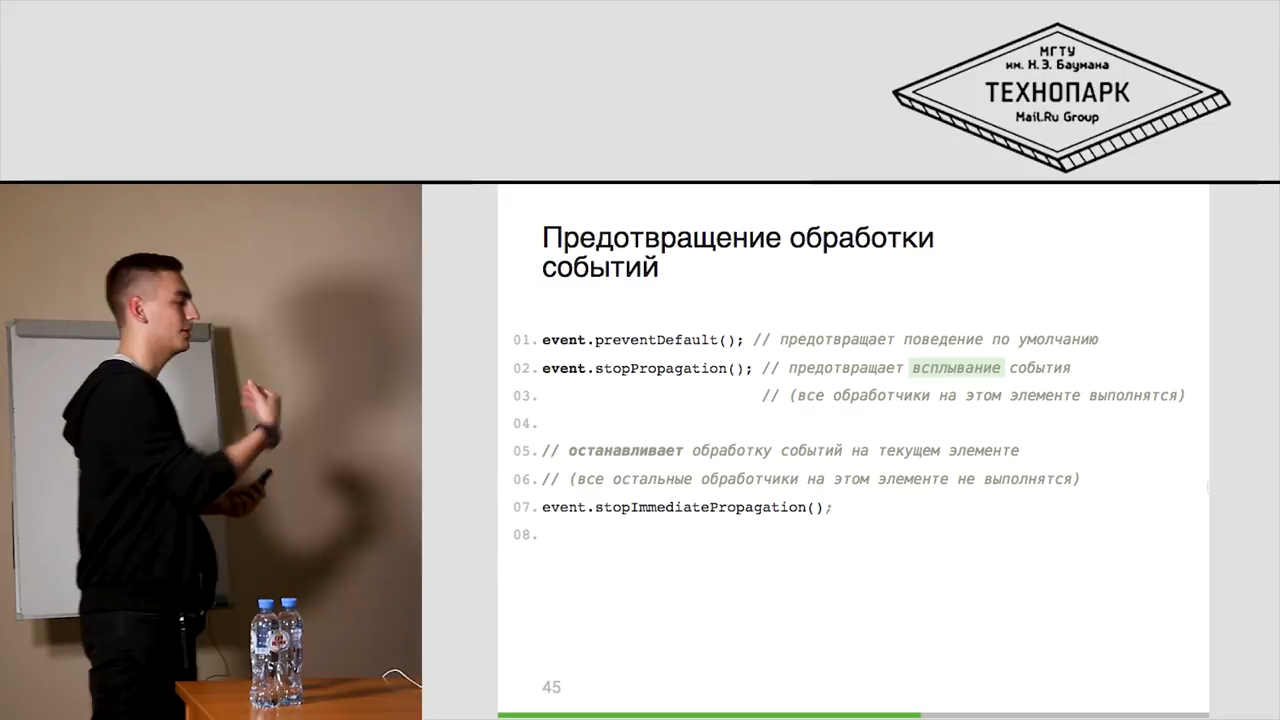 МГТУ
им. Н.Э. Баумана
ТЕХНОПАРК
Mail.Ru Group
Предотвращение обработки
событий
01. event.preventDefault(); // предотвращает поведение по умолчанию
02. event.stopPropagation(); // предотвращает всплывание события
03. // (все обработчики на этом элементе выполнятся)
04.
05. // останавливает обработку событий на текущем элементе
06. // (все остальные обработчики на этом элементе не выполнятся)
07. event.stopImmediatePropagation();
08.
45